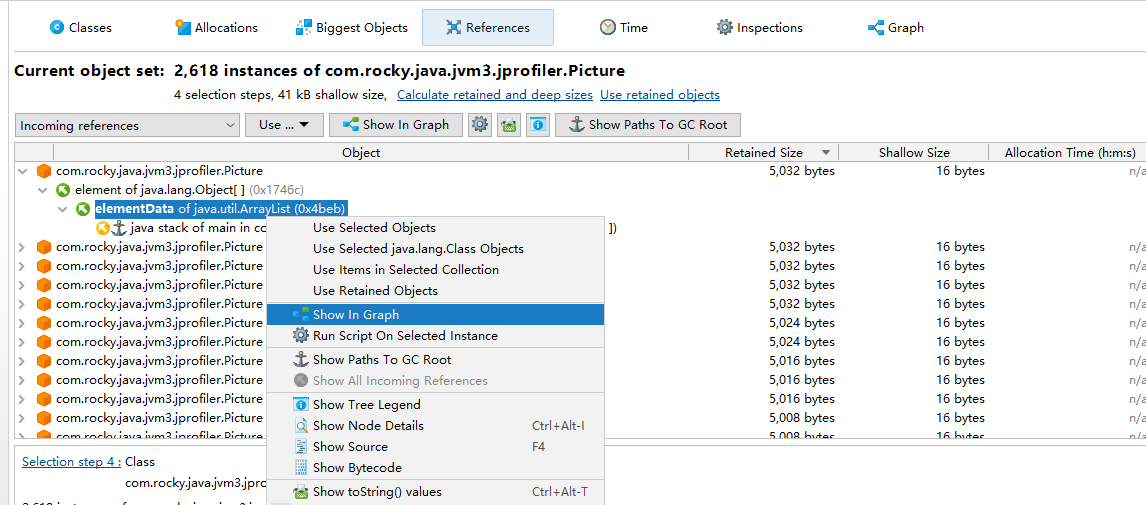 Classes Allocations Biggest Objects References Time Inspections Graph
Current object set: 2,618 instances of com.rocky.java.jvm3.jprofiler.Picture
4 selection steps, 41 kB shallow size, Calculate retained and deep sizes Use retained objects
Incoming references Use ... Show In Graph Show Paths To GC Root
Object Retained Size Shallow Size Allocation Time (h:m:s)
com.rocky.java.jvm3.jprofiler.Picture 5,032 bytes 16 bytes n/a
element of java.lang.Object[ ] (0x1746c)
elementData of java.util.ArrayList (0x4beb)
java stack of main in co ])
com.rocky.java.jvm3.jprofiler.Picture 5,032 bytes 16 bytes n/a
com.rocky.java.jvm3.jprofiler.Picture 5,032 bytes 16 bytes n/a
com.rocky.java.jvm3.jprofiler.Picture 5,032 bytes 16 bytes n/a
com.rocky.java.jvm3.jprofiler.Picture 5,032 bytes 16 bytes n/a
com.rocky.java.jvm3.jprofiler.Picture 5,024 bytes 16 bytes n/a
com.rocky.java.jvm3.jprofiler.Picture 5,024 bytes 16 bytes n/a
com.rocky.java.jvm3.jprofiler.Picture 5,016 bytes 16 bytes n/a
com.rocky.java.jvm3.jprofiler.Picture 5,016 bytes 16 bytes n/a
com.rocky.java.jvm3.jprofiler.Picture 5,016 bytes 16 bytes n/a
com.rocky.java.jvm3.jprofiler.Picture 5,008 bytes 16 bytes n/a
com.rocky.java.jvm3.jprofiler.Picture 5,008 bytes 16 bytes n/a
Use Selected Objects
Use Selected java.lang.Class Objects
Use Items in Selected Collection
Use Retained Objects
Show In Graph
Run Script On Selected Instance
Show Paths To GC Root
Show All Incoming References
Show Tree Legend
Show Node Details Ctrl+Alt-I
Show Source F4
Show Bytecode
Show toString() values Ctrl+Alt-T
Selection step 4 : Class
com.rocky.java.jvm3.jpro